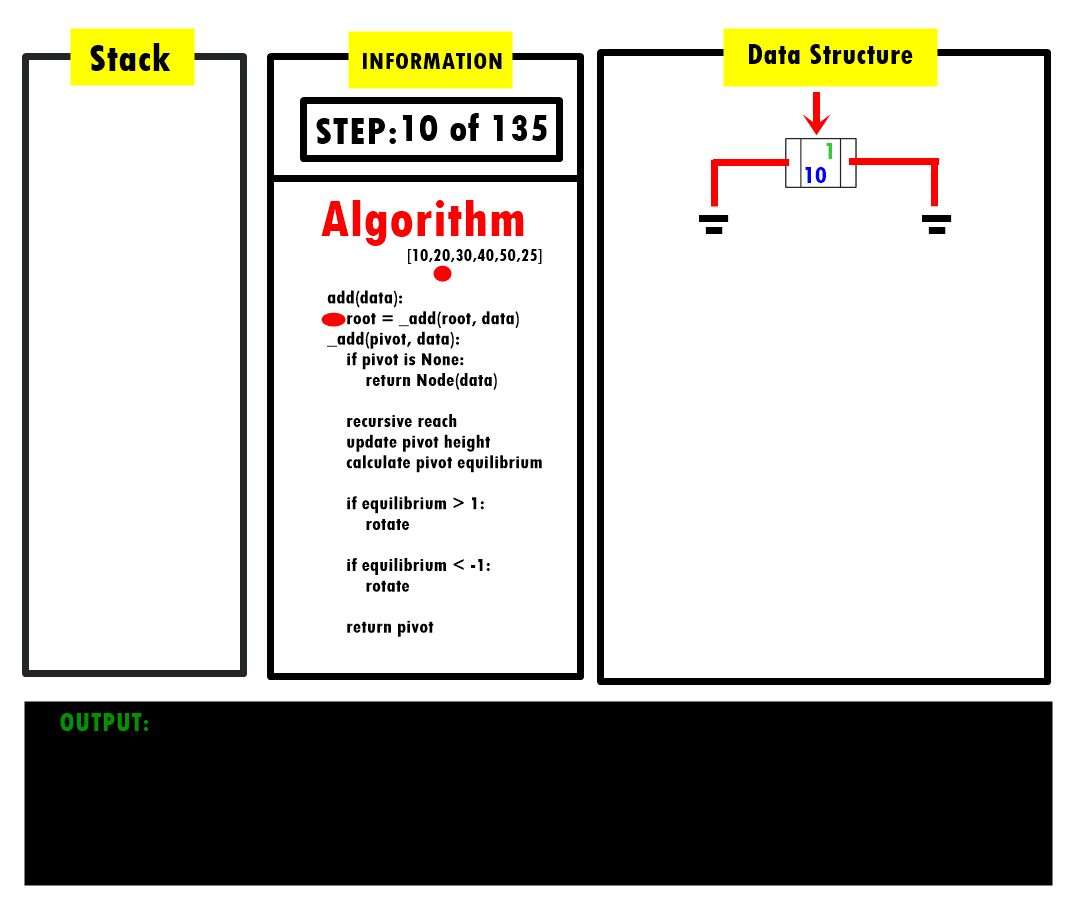 Stack
INFORMATION
Data Structure
STEP:10 of 135
1
10
Algorithm
[10,20,30,40,50,25]
add(data):
root = _add(root, data)
_add(pivot, data):
if pivot is None:
return Node(data)
recursive reach
update pivot height
calculate pivot equilibrium
if equilibrium > 1:
rotate
if equilibrium < -1:
rotate
return pivot
OUTPUT: